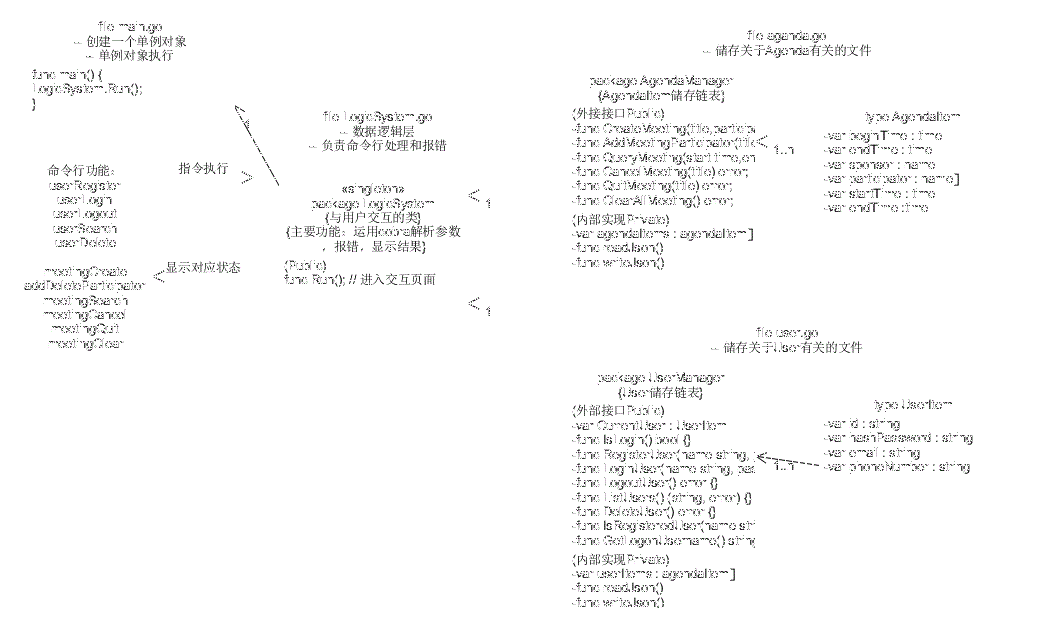 file main.go
-- 创建一个单例对象
-- 单例对象执行
func main() {
LogicSystem.Run();
}
命令行功能：
userRegister
userLogin
userLogout
userSearch
userDelete
meetingCreate
addDeleteParticipator
meetingSearch
meetingCancel
meetingQuit
meetingClear
指令执行
显示对应状态
file LogicSystem.go
-- 数据逻辑层
-- 负责命令行处理和报错
«singleton»
package LogicSystem
{与用户交互的类}
{主要功能：运用cobra解析参数
，报错，显示结果}
(Public)
func Run(); // 进入交互页面
1
1
file aganda.go
-- 储存关于Agenda有关的文件
package AgendaManager
{AgendaItem储存链表}
(外接接口Public)
-func CreateMeeting(title,particip
-func AddMeetingParticipator(title
-func QueryMeeting(start time,en
-func CancelMeeting(title) error;
-func QuitMeeting(title) error;
-func ClearAllMeeting() error;
(内部实现Private)
-var agendaItems : agendaItem[]
-func readJson()
-func writeJson()
1..n
type AgendaItem
-var beginTime : time
-var endTime : time
-var sponsor : name
-var participator : name[]
-var startTime : time
-var endTime :time
file user.go
-- 储存关于User有关的文件
package UserManager
{User储存链表}
(外部接口Public)
-var CurrentUser : UserItem
-func IsLogin() bool {}
-func RegisterUser(name string, p
-func LoginUser(name string, pas
-func LogoutUser() error {}
-func ListUsers() (string, error) {}
-func DeleteUser() error {}
-func IsRegisteredUser(name stri
-func GetLogonUsername() string
(内部实现Private)
-var userItems : agendaItem[]
-func readJson()
-func writeJson()
1..n
type UserItem
-var id : string
-var hashPassword : string
-var email : string
-var phoneNumber : string